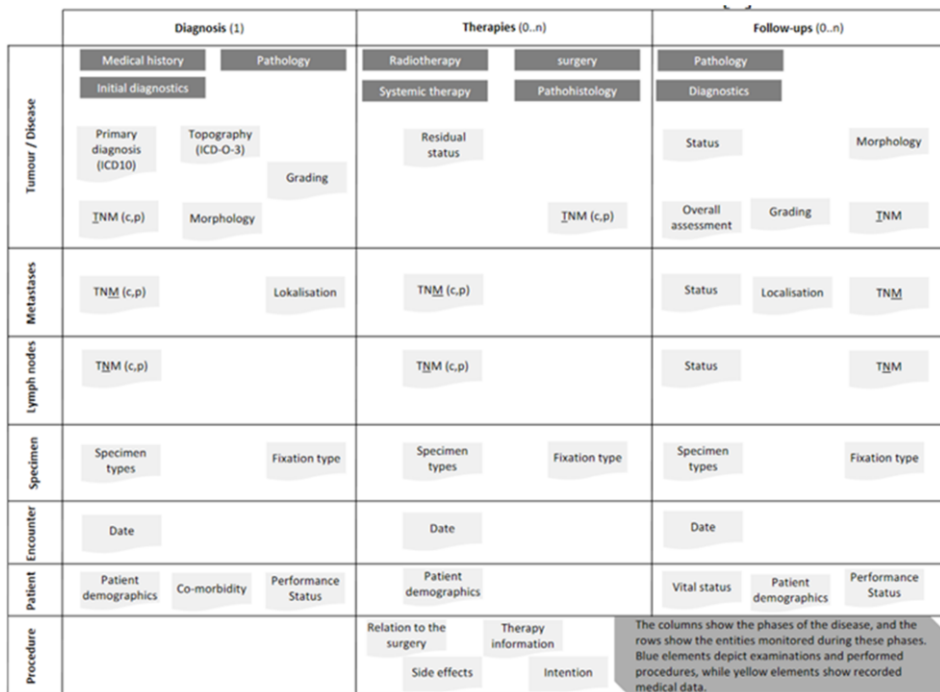 Diagnosis (1)
Therapies (0..n)
Follow-ups (0..n)
Tumour / Disease
Medical history
Pathology
Initial diagnostics
Primary
diagnosis
(ICD10)
Topography
(ICD-O-3)
Grading
TNM (c,p)
Morphology
Radiotherapy
surgery
Systemic therapy
Pathohistology
Residual
status
TNM (c,p)
Pathology
Diagnostics
Status
Morphology
Overall
assessment
Grading
TNM
Metastases
TNM (c,p)
Lokalisation
TNM (c,p)
Status
Localisation
TNM
Lymph nodes
TNM (c,p)
TNM (c,p)
Status
TNM
Specimen
Specimen
types
Fixation type
Specimen
types
Fixation type
Specimen
types
Fixation type
Encounter
Date
Date
Date
Patient
Patient
demographics
Co-morbidity
Performance
Status
Patient
demographics
Vital status
Patient
demographics
Performance
Status
Procedure
Relation to the
surgery
Therapy
information
Side effects
Intention
The columns show the phases of the disease, and the
rows show the entities monitored during these phases.
Blue elements depict examinations and performed
procedures, while yellow elements show recorded
medical data.